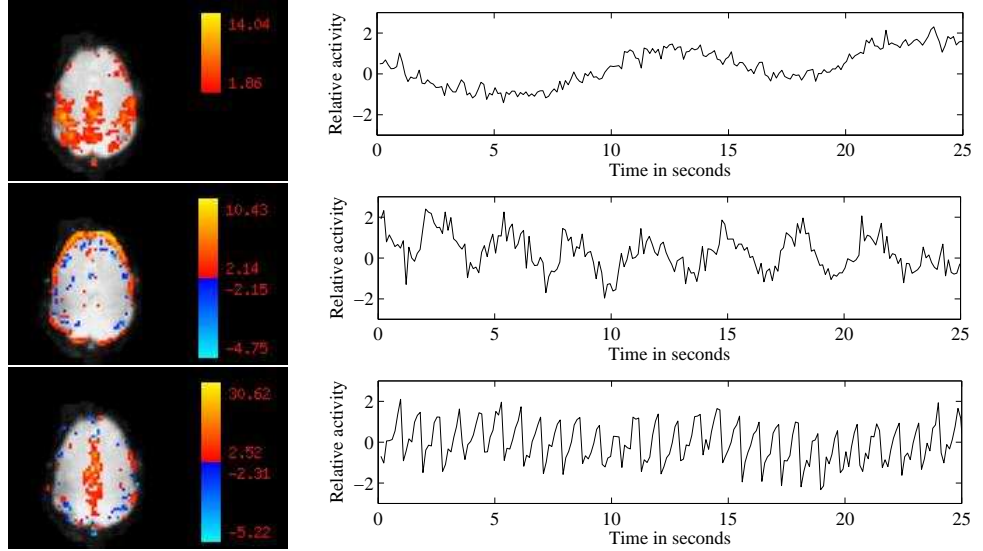 14.04
1.86
Relative activity
2
0
−2
0 5 10 15 20 25
Time in seconds
10.43
2.14
-2.15
-4.75
Relative activity
2
0
−2
0 5 10 15 20 25
Time in seconds
30.62
2.52
-2.31
-5.22
Relative activity
2
0
−2
0 5 10 15 20 25
Time in seconds